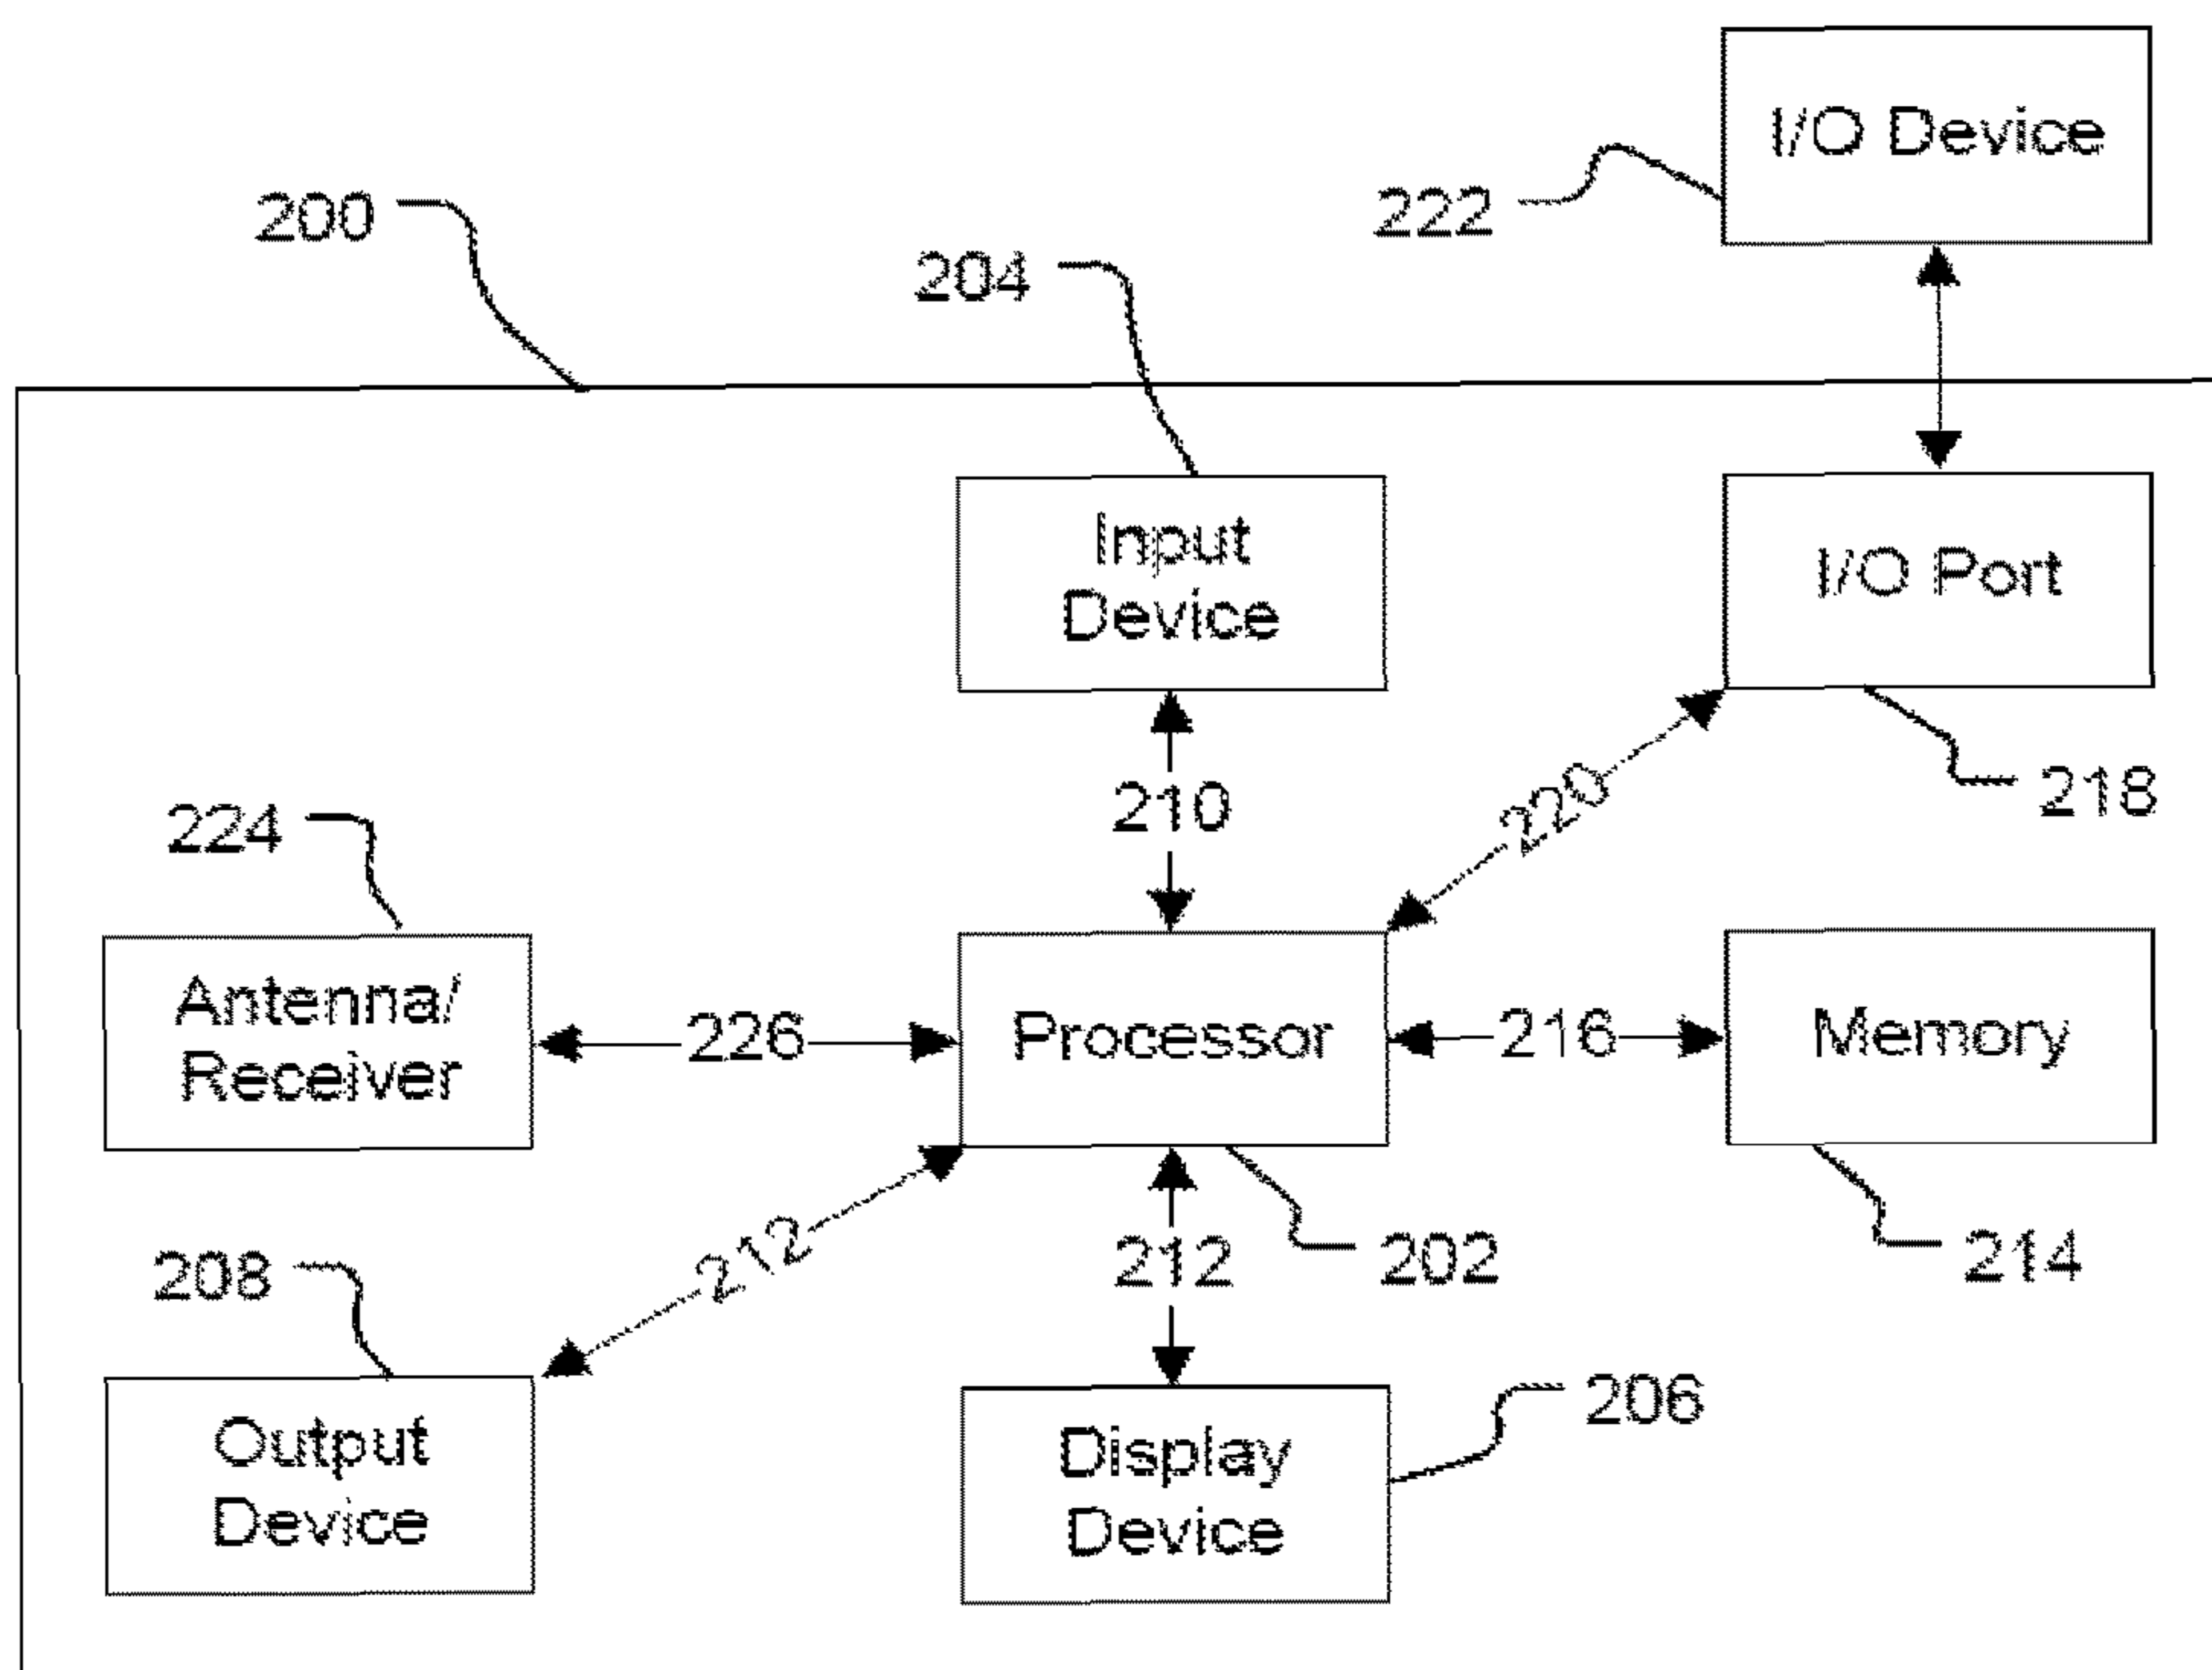 I/O Device
222
200
204
Input
Device
I/O Port
210
220
218
224
Antenna/
Receiver
226
Processor
216
Memory
212
212
202
214
208
Output
Device
206
Display
Device